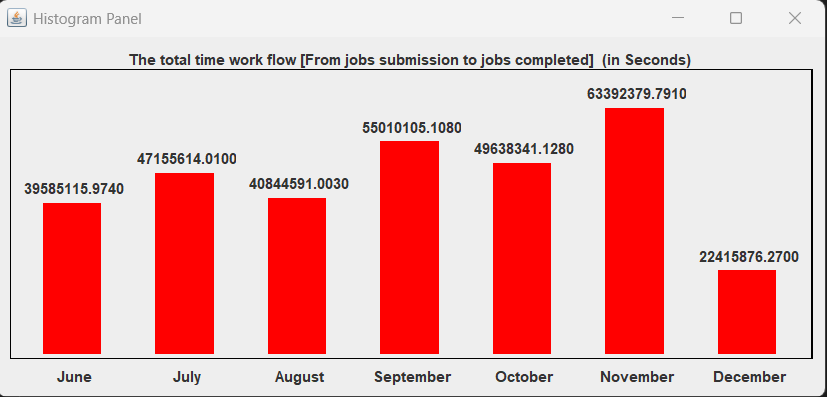 Histogram Panel
The total time work flow [From jobs submission to jobs completed]  (in Seconds)
63392379.7910
55010105.1080
49638341.1280
47155614.0100
40844591.0030
39585115.9740
22415876.2700
June July August September October November December